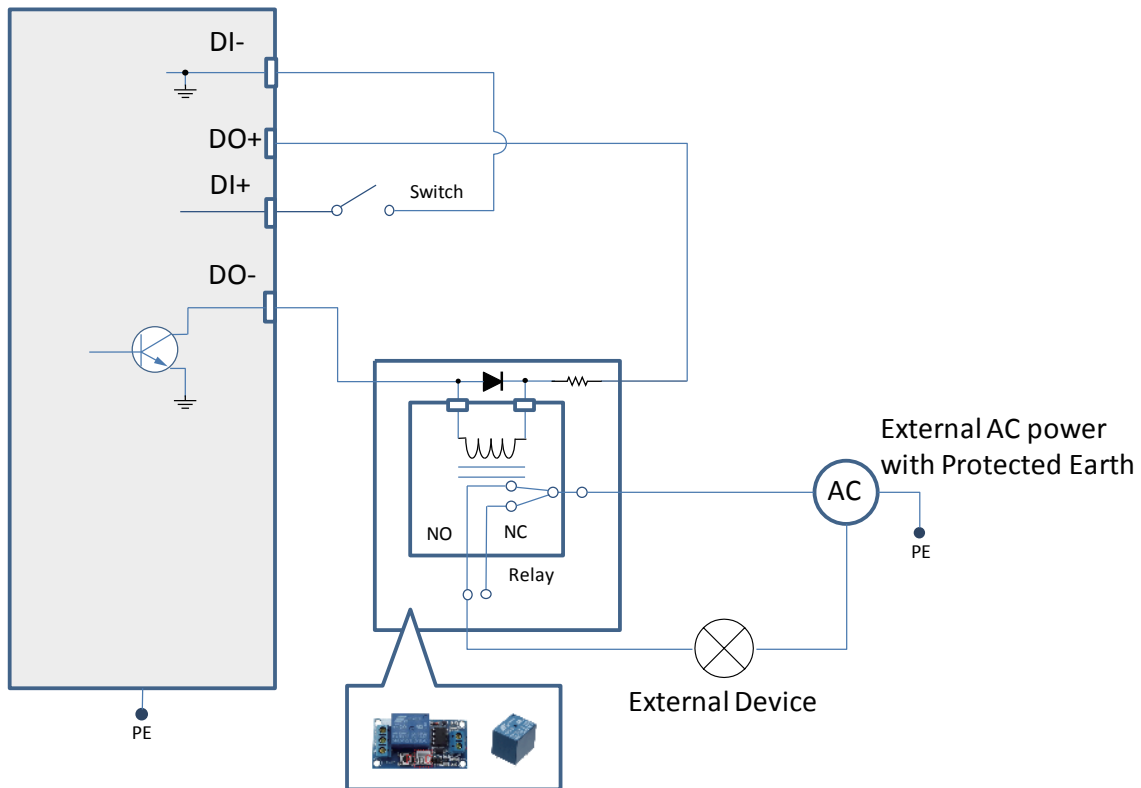 DI-
DO+
DI+
Switch
DO-
External AC power
with Protected Earth
AC
NO
NC
PE
Relay
External Device
PE